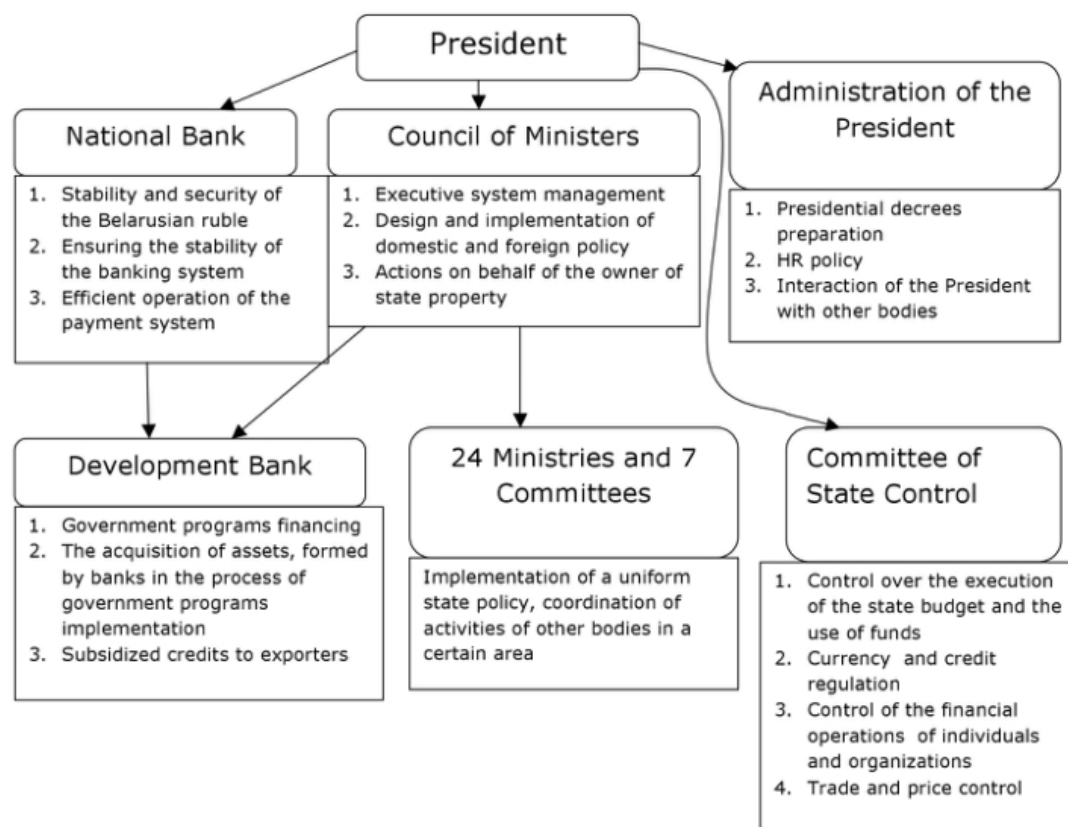 President
National Bank
1. Stability and security of
the Belarusian ruble
2. Ensuring the stability of
the banking system
3. Efficient operation of the
payment system
Council of Ministers
1. Executive system management
2. Design and implementation of
domestic and foreign policy
3. Actions on behalf of the owner of
state property
Administration of the
President
1. Presidential decrees
preparation
2. HR policy
3. Interaction of the President
with other bodies
Development Bank
1. Government programs financing
2. The acquisition of assets, formed
by banks in the process of
government programs
implementation
3. Subsidized credits to exporters
24 Ministries and 7
Committees
Implementation of a uniform
state policy, coordination of
activities of other bodies in a
certain area
Committee of
State Control
1. Control over the execution
of the state budget and the
use of funds
2. Currency and credit
regulation
3. Control of the financial
operations of individuals
and organizations
4. Trade and price control